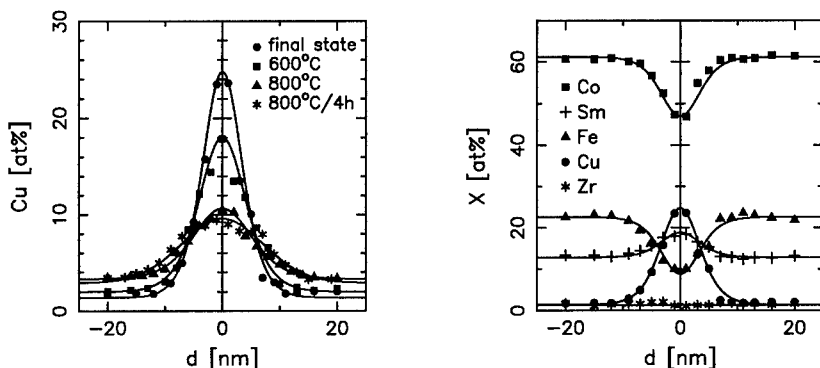 30
20
10
0
Cu [at%]
final state
600°C
800°C
800°C/4h
−20
0
20
d [nm]
60
40
20
0
X [at%]
Co
Sm
Fe
Cu
Zr
−20
0
20
d [nm]